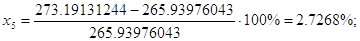 x₅ = (273.19131244 − 265.93976043) / 265.93976043 · 100% = 2.7268%;